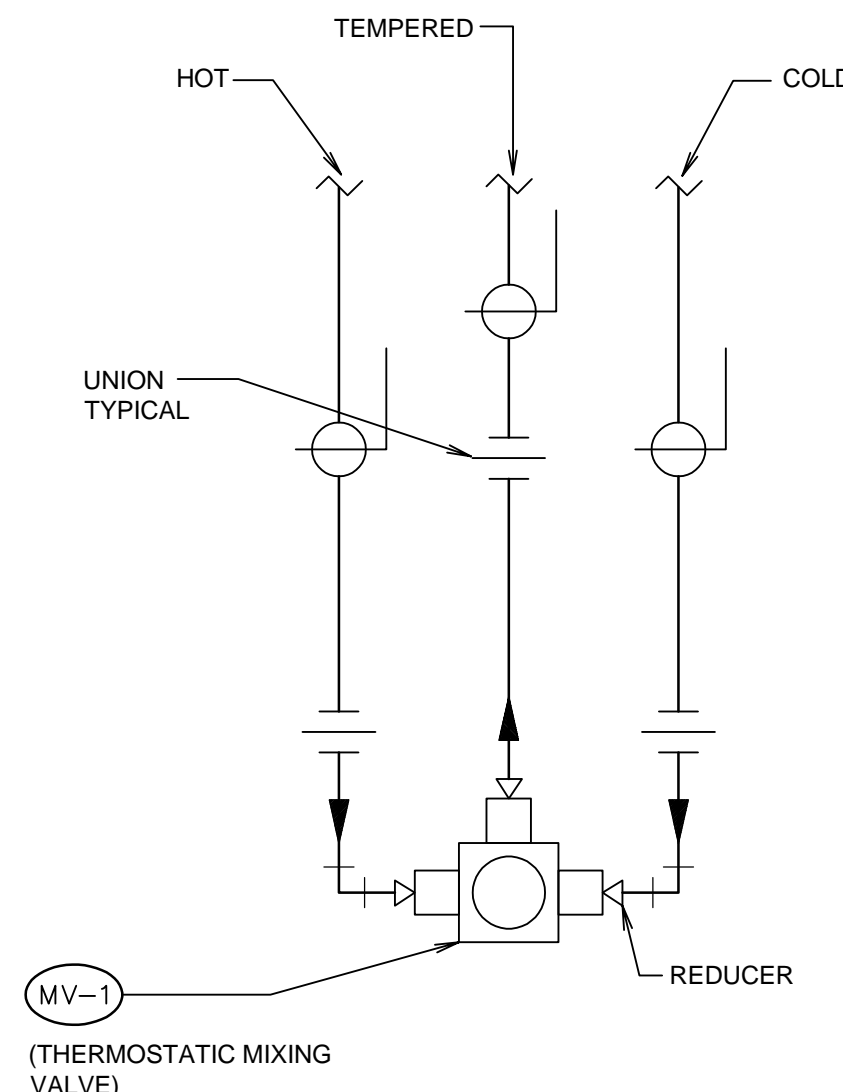 TEMPERED
HOT
COLD
UNION
TYPICAL
REDUCER
MV-1
(THERMOSTATIC MIXING
VALVE)